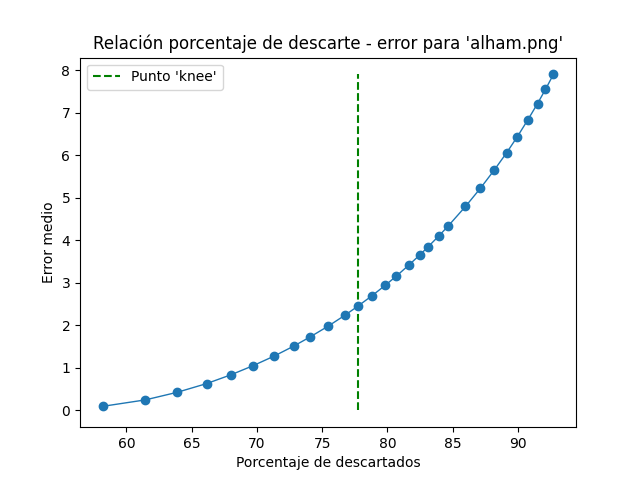 Relación porcentaje de descarte - error para 'alham.png'
Punto 'knee'
8
7
6
5
4
3
2
1
0
Error medio
60 65 70 75 80 85 90
Porcentaje de descartados